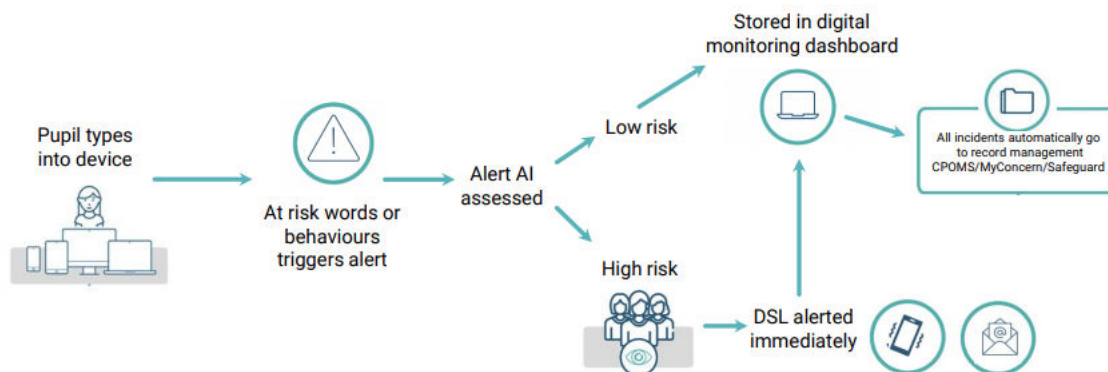 Pupil types
into device
At risk words or
behaviours
triggers alert
Alert AI
assessed
Low risk
High risk
Stored in digital
monitoring dashboard
DSL alerted
immediately
@
All incidents automatically go
to record management
CPOMS/MyConcern/Safeguard